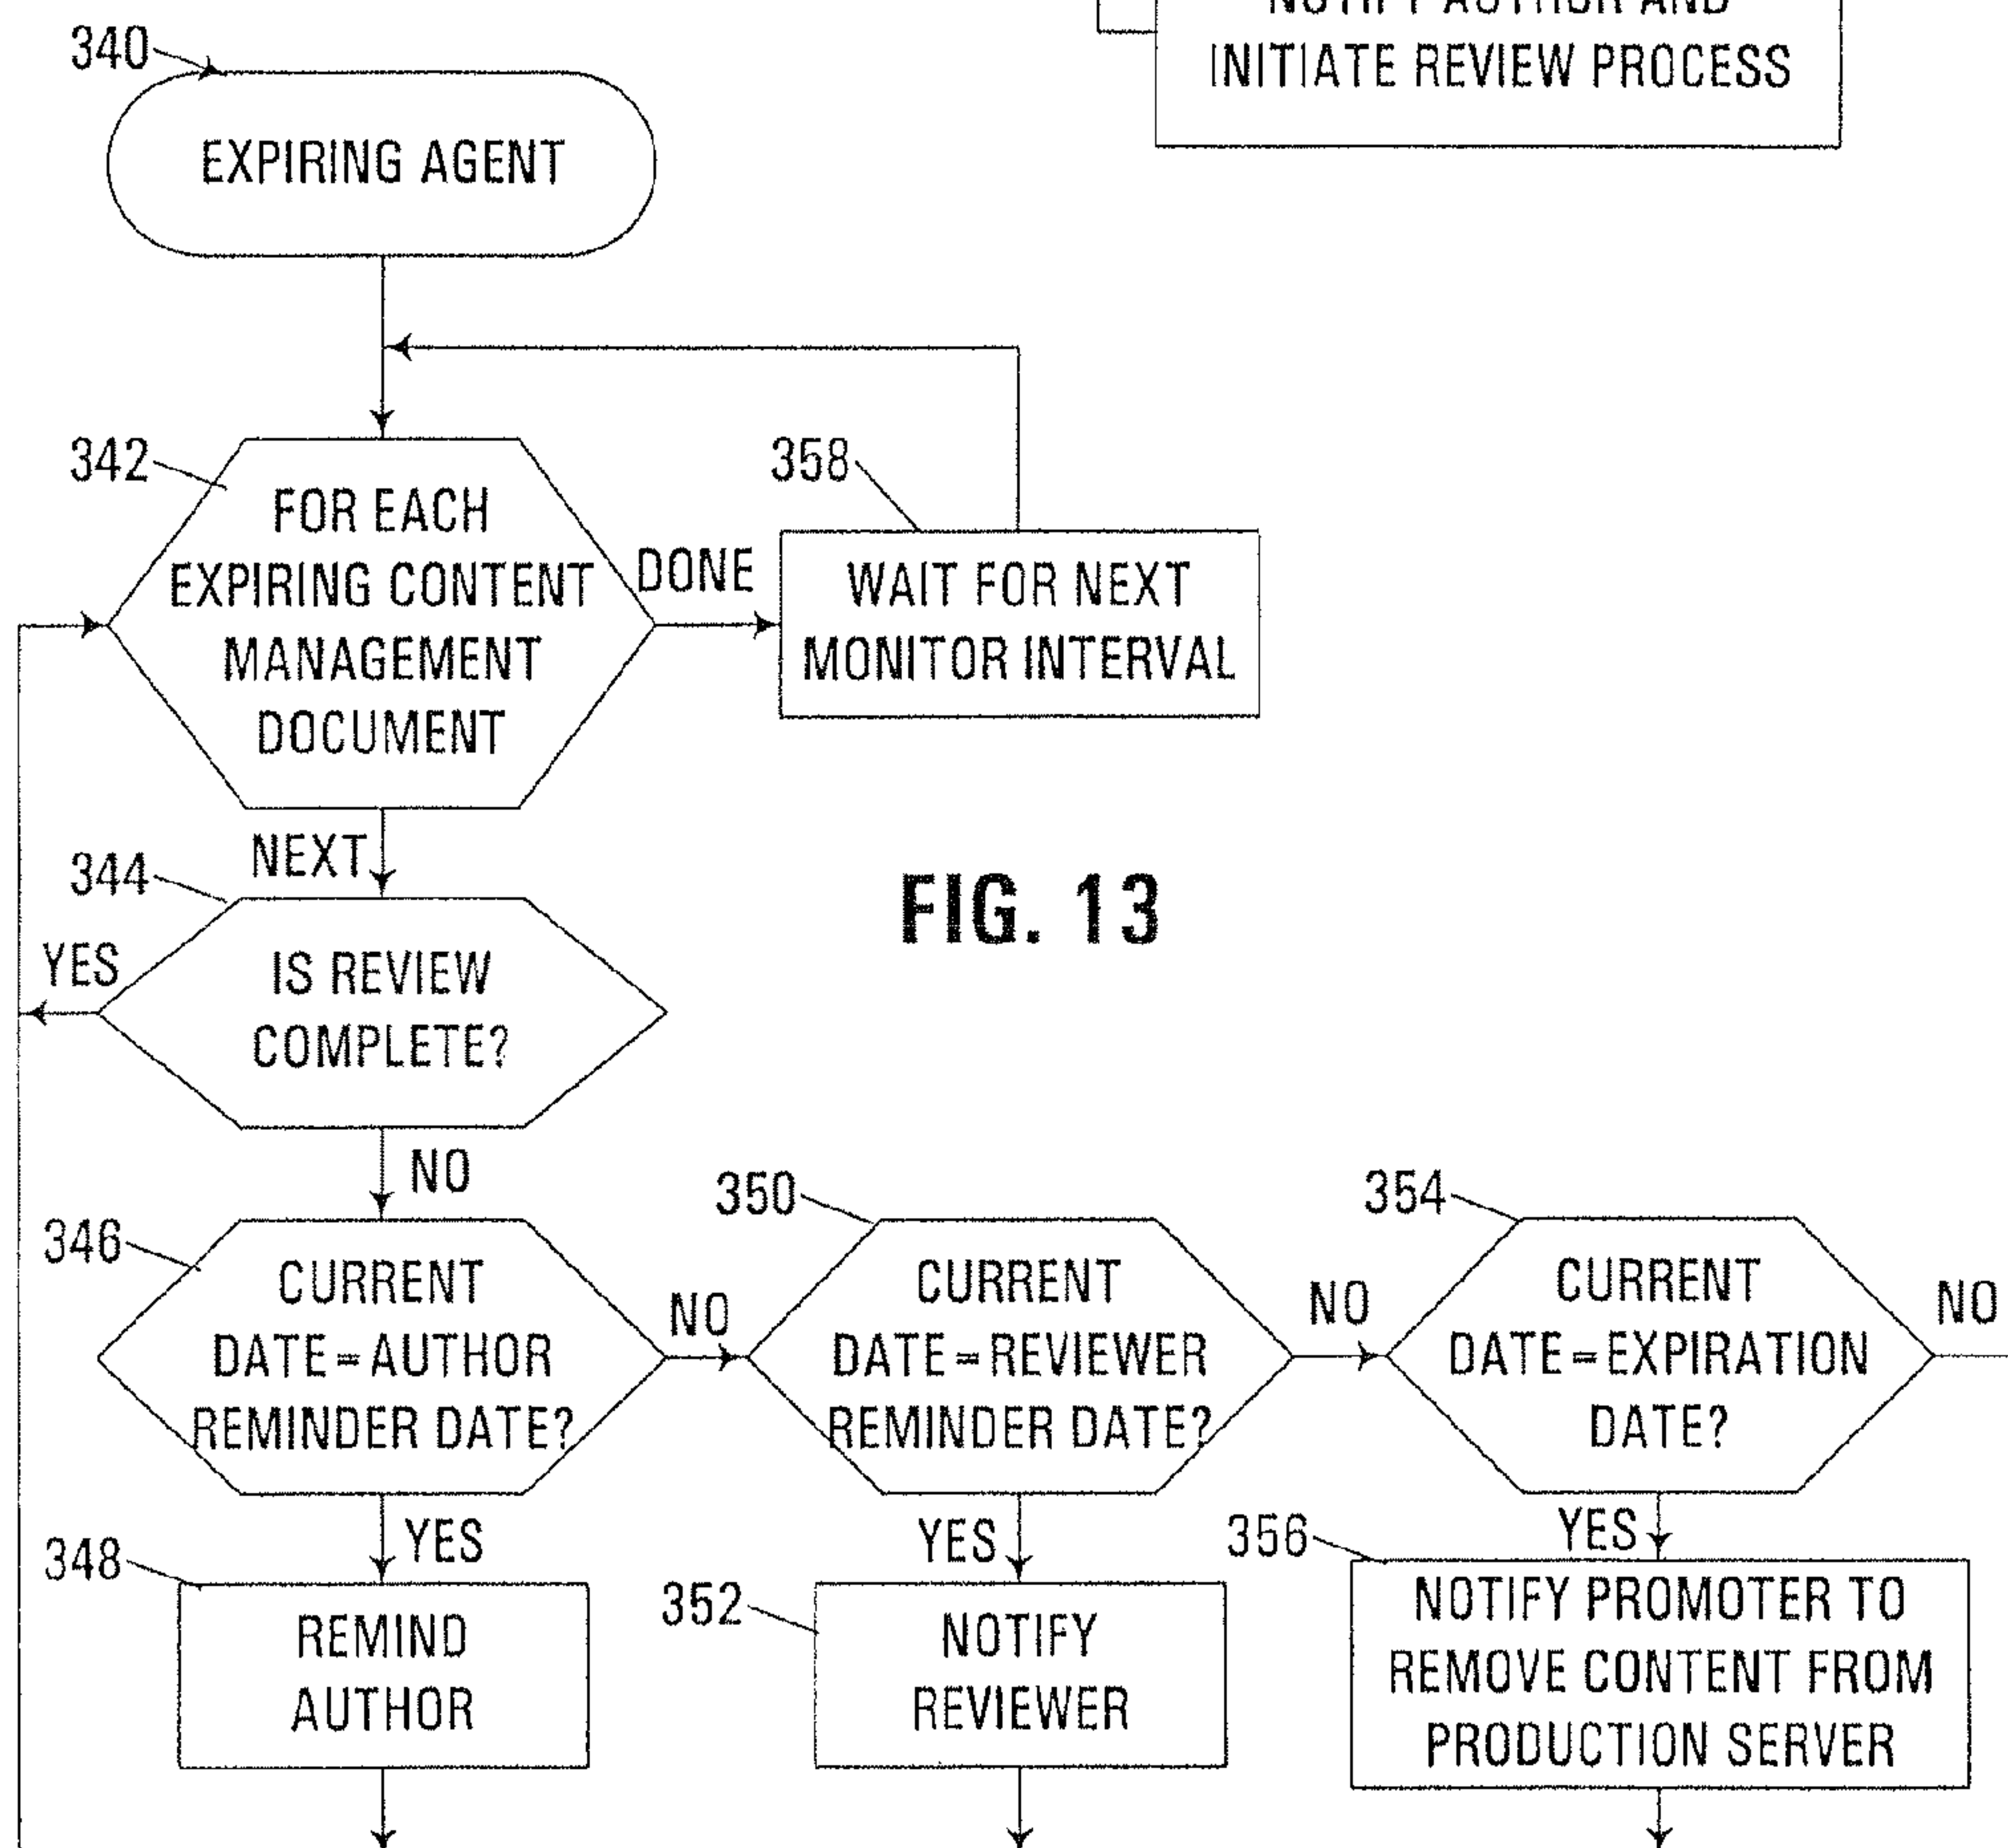 NOTIFY AUTHOR AND
INITIATE REVIEW PROCESS
340
EXPIRING AGENT
342
FOR EACH
EXPIRING CONTENT
MANAGEMENT
DOCUMENT
DONE
358
WAIT FOR NEXT
MONITOR INTERVAL
NEXT
FIG. 13
344
YES
IS REVIEW
COMPLETE?
NO
346
CURRENT
DATE=AUTHOR
REMINDER DATE?
NO
350
CURRENT
DATE=REVIEWER
REMINDER DATE?
NO
354
CURRENT
DATE=EXPIRATION
DATE?
NO
YES
348
REMIND
AUTHOR
YES
352
NOTIFY
REVIEWER
YES
356
NOTIFY PROMOTER TO
REMOVE CONTENT FROM
PRODUCTION SERVER